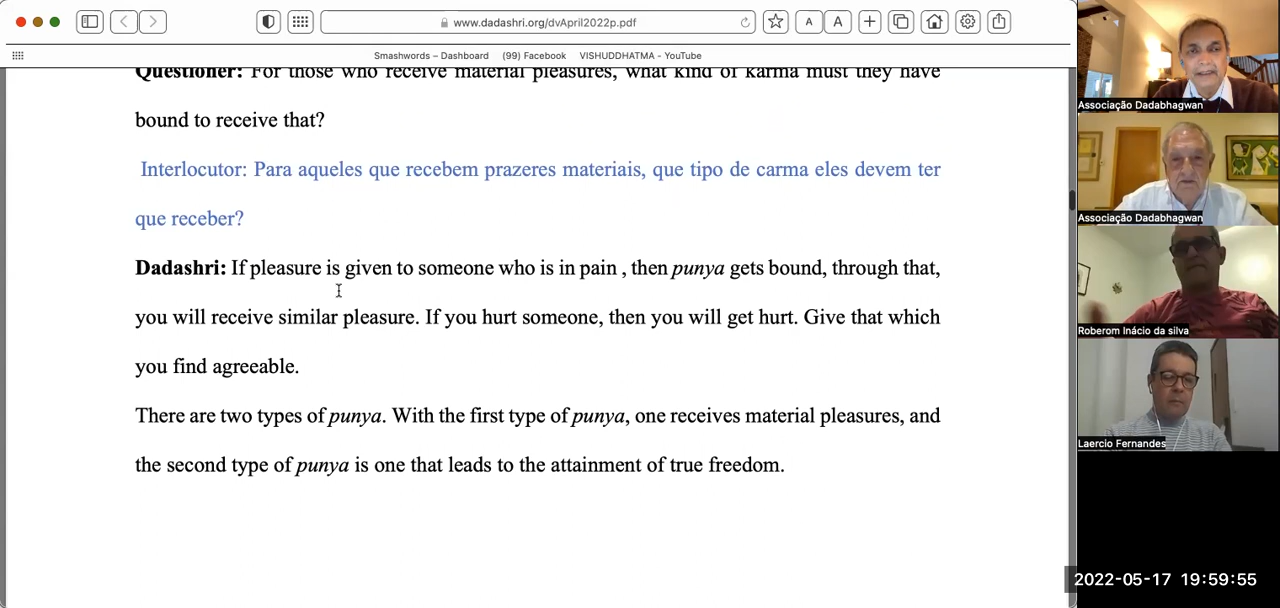 www.dadashri.org/dvApril2022p.pdf
A A
Smashwords – Dashboard (99) Facebook VISHUDDHATMA - YouTube
Questioner: For those who receive material pleasures, what kind of karma must they have
bound to receive that?
Interlocutor: Para aqueles que recebem prazeres materiais, que tipo de carma eles devem ter
que receber?
Dadashri: If pleasure is given to someone who is in pain , then punya gets bound, through that,
you will receive similar pleasure. If you hurt someone, then you will get hurt. Give that which
you find agreeable.
There are two types of punya. With the first type of punya, one receives material pleasures, and
the second type of punya is one that leads to the attainment of true freedom.
Associação Dadabhagwan
Associação Dadabhagwan
Roberom Inácio da silva
Laercio Fernandes
2022-05-17 19:59:55